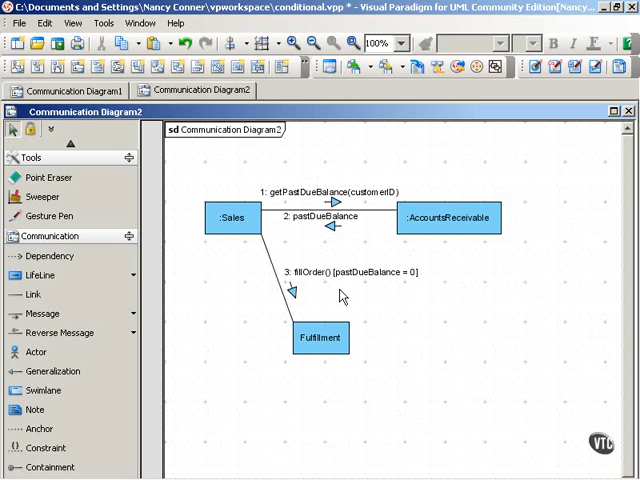 C:\Documents and Settings\Nancy Conner\vpworkspace\conditional.vpp * - Visual Paradigm for UML Community Edition[Nancy...
File Edit View Tools Window Help
100%
B I F
Communication Diagram1 Communication Diagram2
Communication Diagram2
sd Communication Diagram2
Tools
Point Eraser
Sweeper
Gesture Pen
Communication
Dependency
LifeLine
Link
Message
Reverse Message
Actor
Generalization
Swimlane
Note
Anchor
Constraint
Containment
1: getPastDueBalance(customerID)
:Sales
2: pastDueBalance
:AccountsReceivable
3: fillOrder() [pastDueBalance = 0]
Fulfillment
VTC